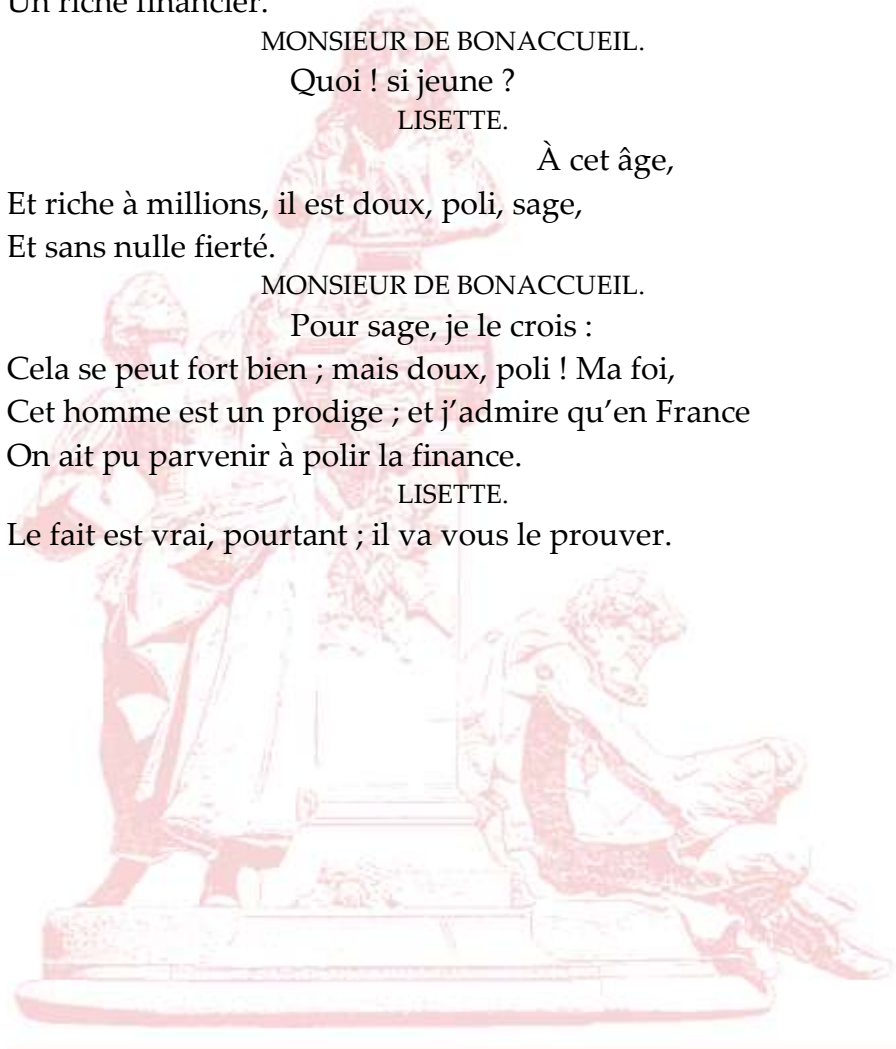 Un riche financier.
MONSIEUR DE BONACCUEIL.
Quoi ! si jeune ?
LISETTE.
À cet âge,
Et riche à millions, il est doux, poli, sage,
Et sans nulle fierté.
MONSIEUR DE BONACCUEIL.
Pour sage, je le crois :
Cela se peut fort bien ; mais doux, poli ! Ma foi,
Cet homme est un prodige ; et j’admire qu’en France
On ait pu parvenir à polir la finance.
LISETTE.
Le fait est vrai, pourtant ; il va vous le prouver.